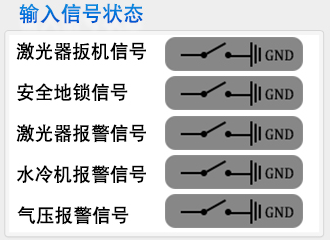 输入信号状态
激光器扳机信号 GND
安全地锁信号 GND
激光器报警信号 GND
水冷机报警信号 GND
气压报警信号 GND